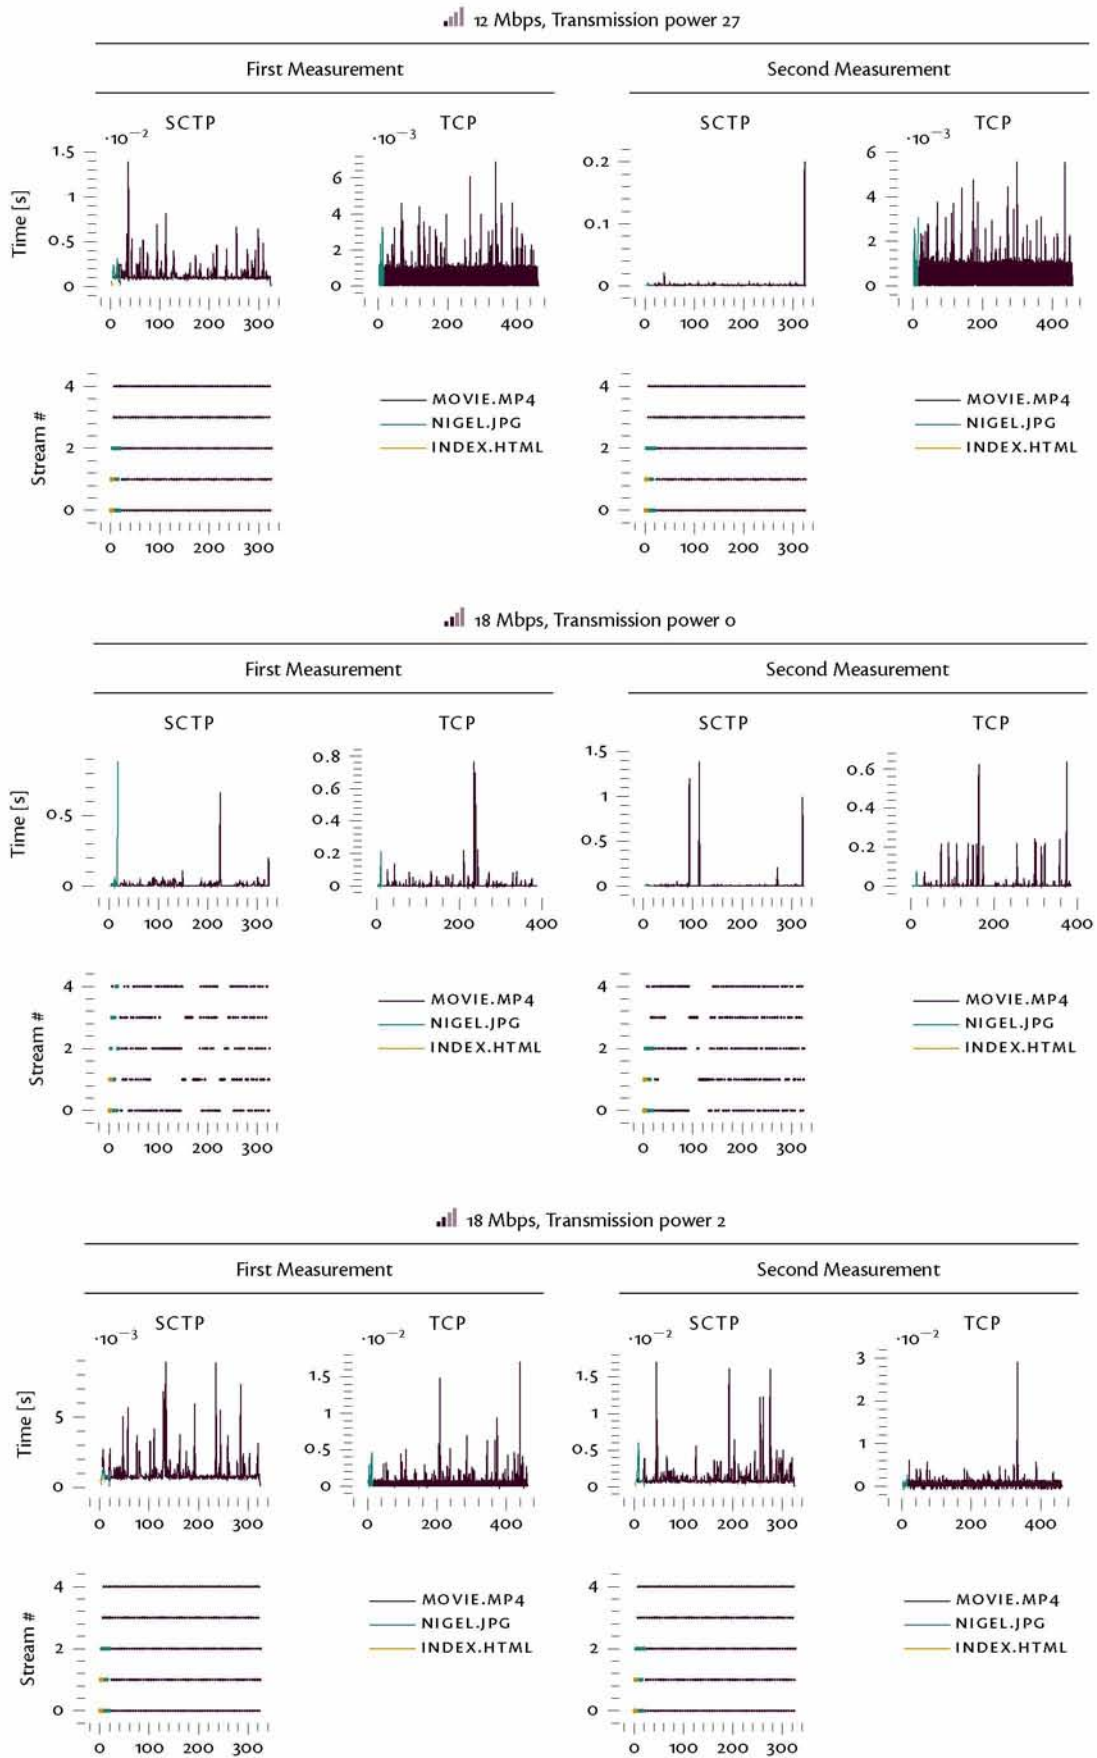 12 Mbps, Transmission power 27
First Measurement Second Measurement
SCTP TCP SCTP TCP
·10−2 ·10−3 ·10−3
Time [s]
1.5
1
0.5
0
0 100 200 300
6
4
2
0
0 200 400
0.2
0.1
0
0 100 200 300
6
4
2
0
0 200 400
Stream #
4
2
0
0 100 200 300
MOVIE.MP4
NIGEL.JPG
INDEX.HTML
4
2
0
0 100 200 300
MOVIE.MP4
NIGEL.JPG
INDEX.HTML
18 Mbps, Transmission power 0
First Measurement Second Measurement
SCTP TCP SCTP TCP
Time [s]
0.5
0
0 100 200 300
0.8
0.6
0.4
0.2
0
0 200 400
1.5
1
0.5
0
0 100 200 300
0.6
0.4
0.2
0
0 200 400
Stream #
4
2
0
0 100 200 300
MOVIE.MP4
NIGEL.JPG
INDEX.HTML
4
2
0
0 100 200 300
MOVIE.MP4
NIGEL.JPG
INDEX.HTML
18 Mbps, Transmission power 2
First Measurement Second Measurement
SCTP TCP SCTP TCP
·10−3 ·10−2 ·10−2 ·10−2
Time [s]
5
0
0 100 200 300
1.5
1
0.5
0
0 200 400
1.5
1
0.5
0
0 100 200 300
3
2
1
0
0 200 400
Stream #
4
2
0
0 100 200 300
MOVIE.MP4
NIGEL.JPG
INDEX.HTML
4
2
0
0 100 200 300
MOVIE.MP4
NIGEL.JPG
INDEX.HTML